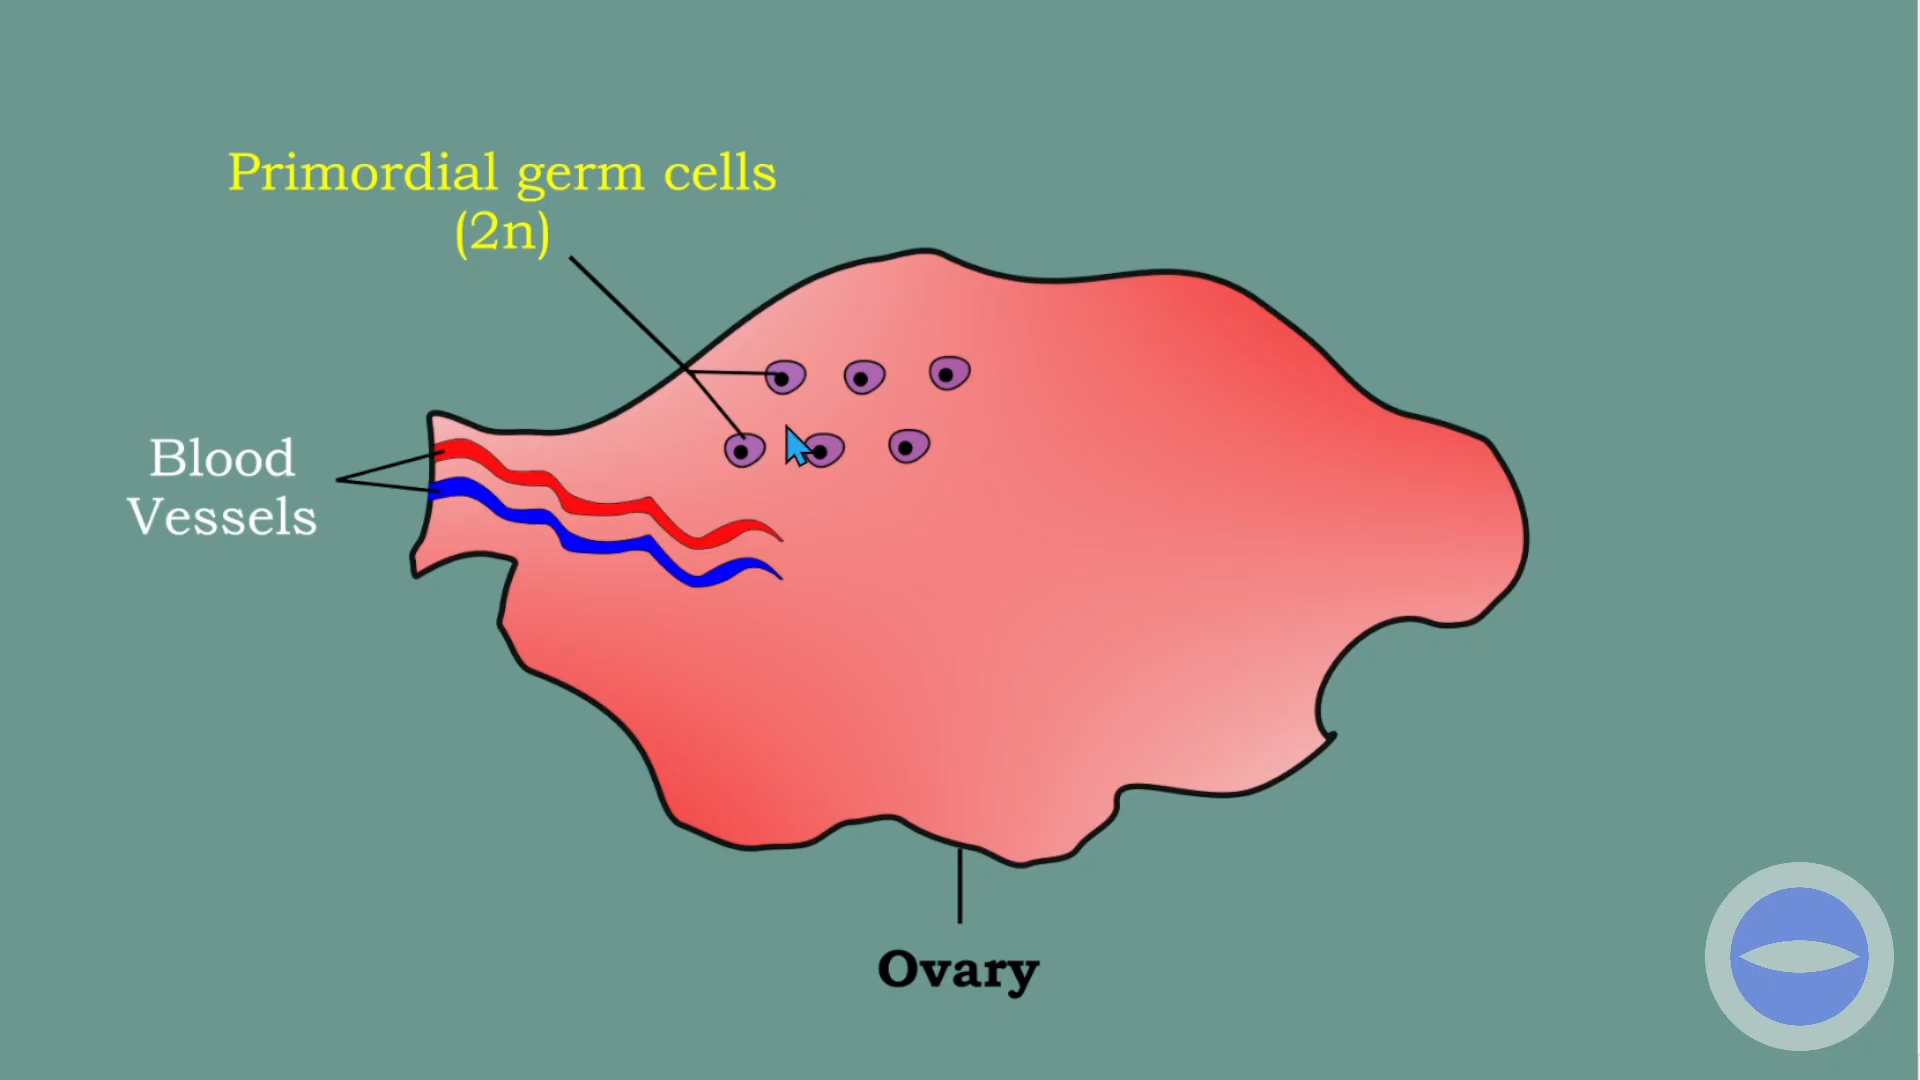 Primordial germ cells
(2n)
Blood
Vessels
Ovary